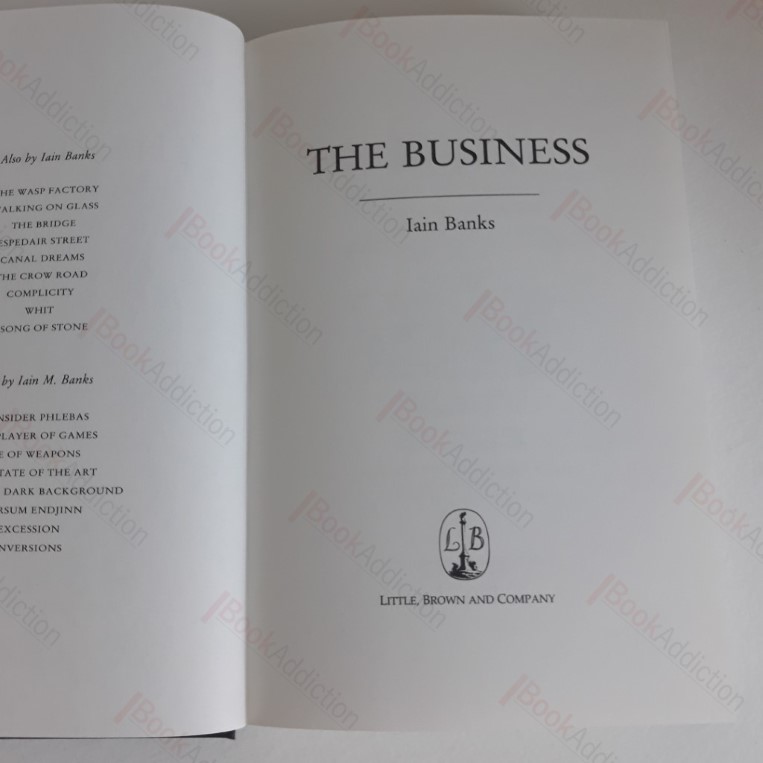 Also by Iain Banks
HE WASP FACTORY
ALKING ON GLASS
THE BRIDGE
ESPEDAIR STREET
CANAL DREAMS
THE CROW ROAD
COMPLICITY
WHIT
SONG OF STONE
by Iain M. Banks
NSIDER PHLEBAS
PLAYER OF GAMES
E OF WEAPONS
TATE OF THE ART
DARK BACKGROUND
RSUM ENDJINN
EXCESSION
NVERSIONS
THE BUSINESS
Iain Banks
L B
LITTLE, BROWN AND COMPANY
BookAddiction